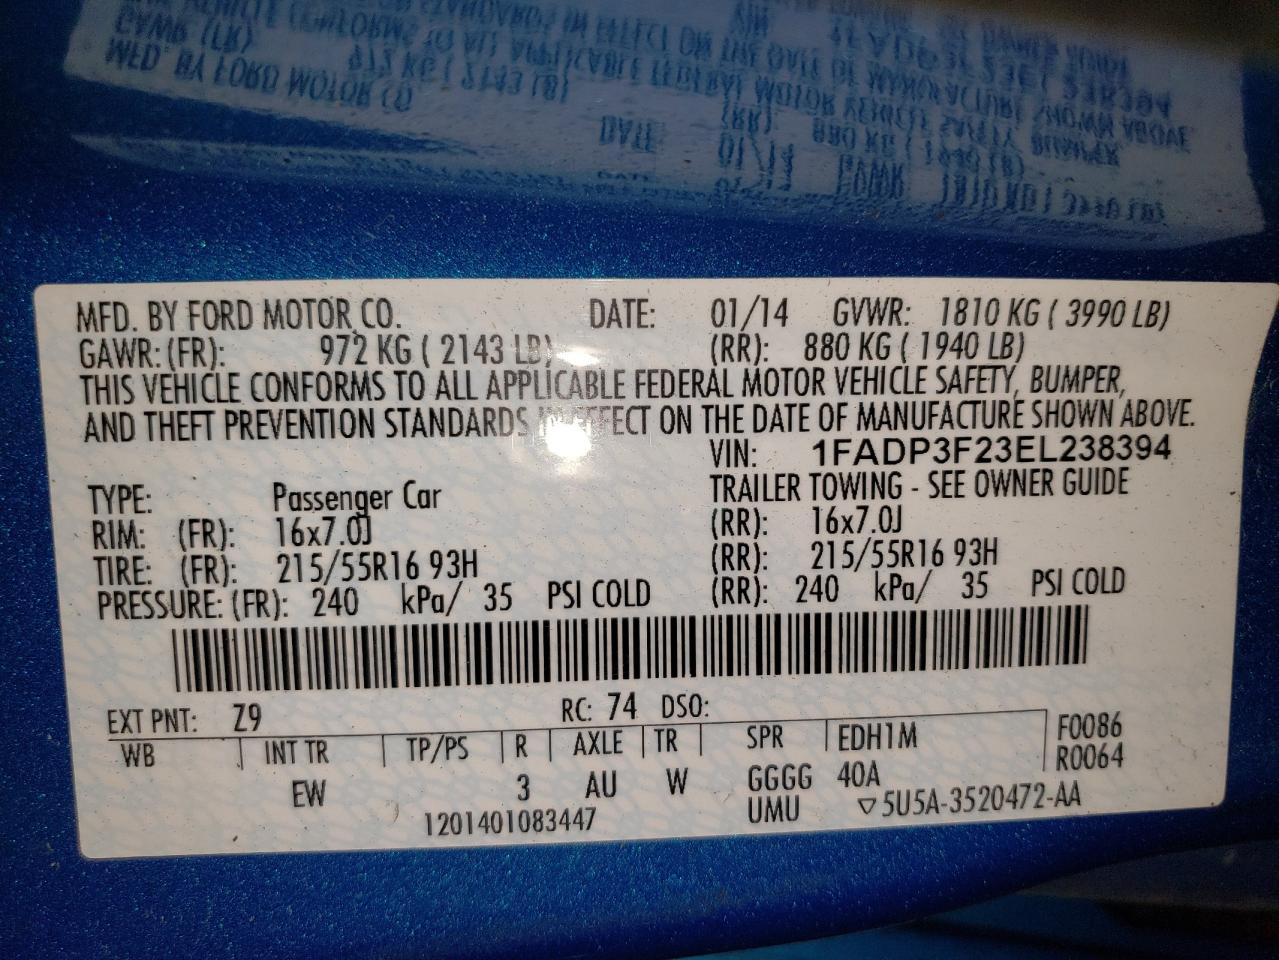 MFD. BY FORD MOTOR CO. DATE: 01/14 GVWR: 1810 KG ( 3990 LB)
GAWR: (FR): 972 KG ( 2143 LB) (RR): 880 KG ( 1940 LB)
THIS VEHICLE CONFORMS TO ALL APPLICABLE FEDERAL MOTOR VEHICLE SAFETY, BUMPER,
AND THEFT PREVENTION STANDARDS IN EFFECT ON THE DATE OF MANUFACTURE SHOWN ABOVE.
VIN: 1FADP3F23EL238394
TYPE: Passenger Car TRAILER TOWING - SEE OWNER GUIDE
RIM: (FR): 16x7.0J (RR): 16x7.0J
TIRE: (FR): 215/55R16 93H (RR): 215/55R16 93H
PRESSURE: (FR): 240 kPa/ 35 PSI COLD (RR): 240 kPa/ 35 PSI COLD
EXT PNT: Z9 RC: 74 DSO:
WB INT TR TP/PS R AXLE TR SPR EDH1M F0086
R0064
EW 3 AU W GGGG 40A
1201401083447 UMU ▽5U5A-3520472-AA